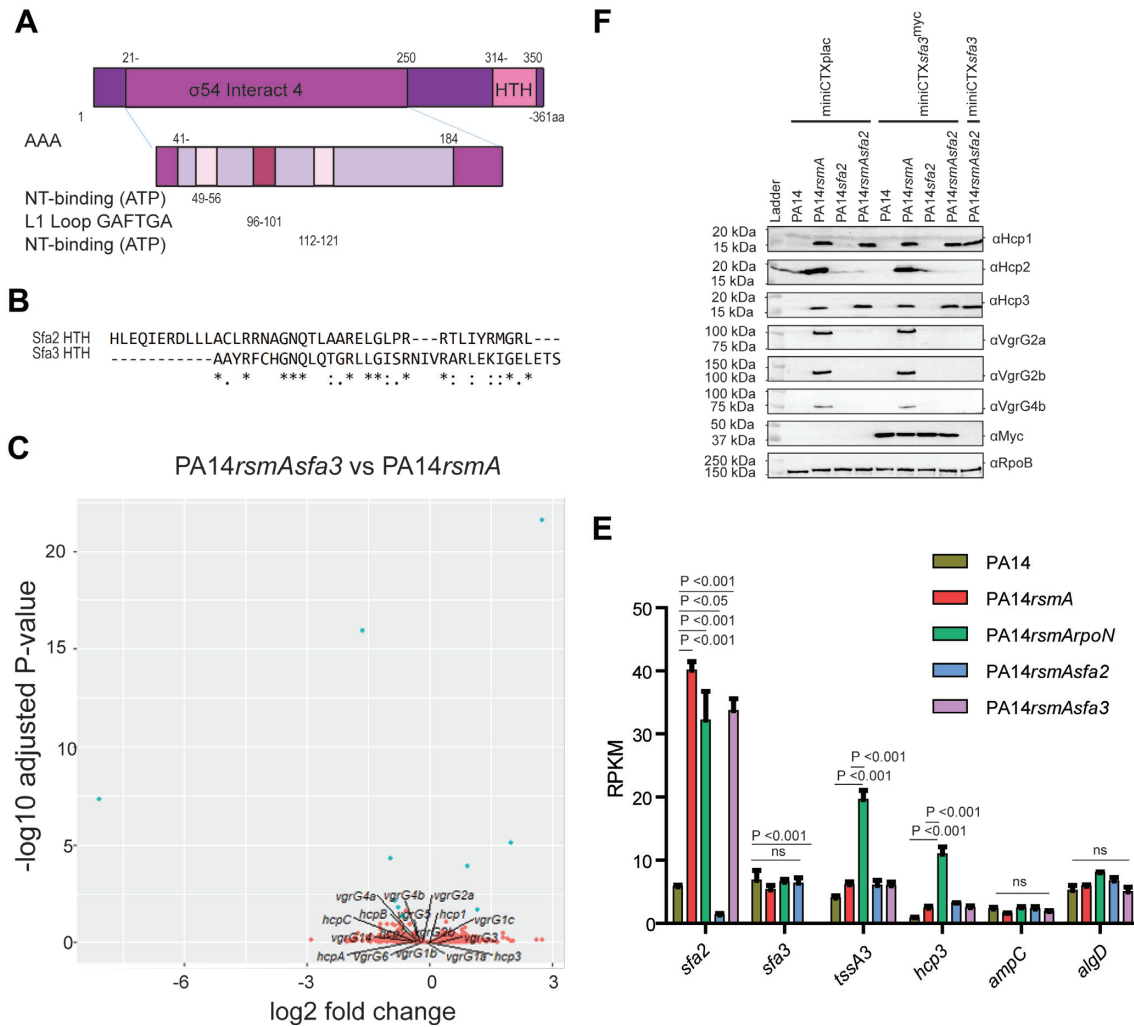 A
21-
250
314-
350
σ54 Interact 4
HTH
1
-361aa
AAA
41-
184
NT-binding (ATP)
49-56
L1 Loop GAFTGA
96-101
NT-binding (ATP)
112-121
B
Sfa2 HTH HLEQIERDLLLACLRRNAGNQTLAARELGLPR---RTLIYRMGRL---
Sfa3 HTH -----------AAYRFCHGNQLQTGRLLGISRNIVRARLEKIGELETS
*. * *** :.* **:.* *: : ::*.*
C
PA14rsmAsfa3 vs PA14rsmA
-log10 adjusted P-value
20
15
10
5
0
vgrG4a vgrG4b vgrG2a
hcpB vgrG5 hcp1
hcpC vgrG1c
vgrG14 hcp2 vgrG2b vgrG3
hcpA vgrG6 vgrG1b vgrG1a hcp3
-6 -3 0 3
log2 fold change
F
miniCTXplac
miniCTXsfa3myc
miniCTXsfa3
Ladder
PA14
PA14rsmA
PA14sfa2
PA14rsmAsfa2
PA14
PA14rsmA
PA14sfa2
PA14rsmAsfa2
PA14rsmAsfa2
20 kDa
15 kDa
αHcp1
20 kDa
15 kDa
αHcp2
20 kDa
15 kDa
αHcp3
100 kDa
75 kDa
αVgrG2a
150 kDa
100 kDa
αVgrG2b
100 kDa
75 kDa
αVgrG4b
50 kDa
37 kDa
αMyc
250 kDa
150 kDa
αRpoB
E
PA14
PA14rsmA
PA14rsmArpoN
PA14rsmAsfa2
PA14rsmAsfa3
RPKM
50
40
30
20
10
0
P <0.001
P <0.05
P <0.001
P <0.001
P <0.001
ns
P <0.001
P <0.001
P <0.001
P <0.001
ns
ns
sfa2
sfa3
tssA3
hcp3
ampC
algD